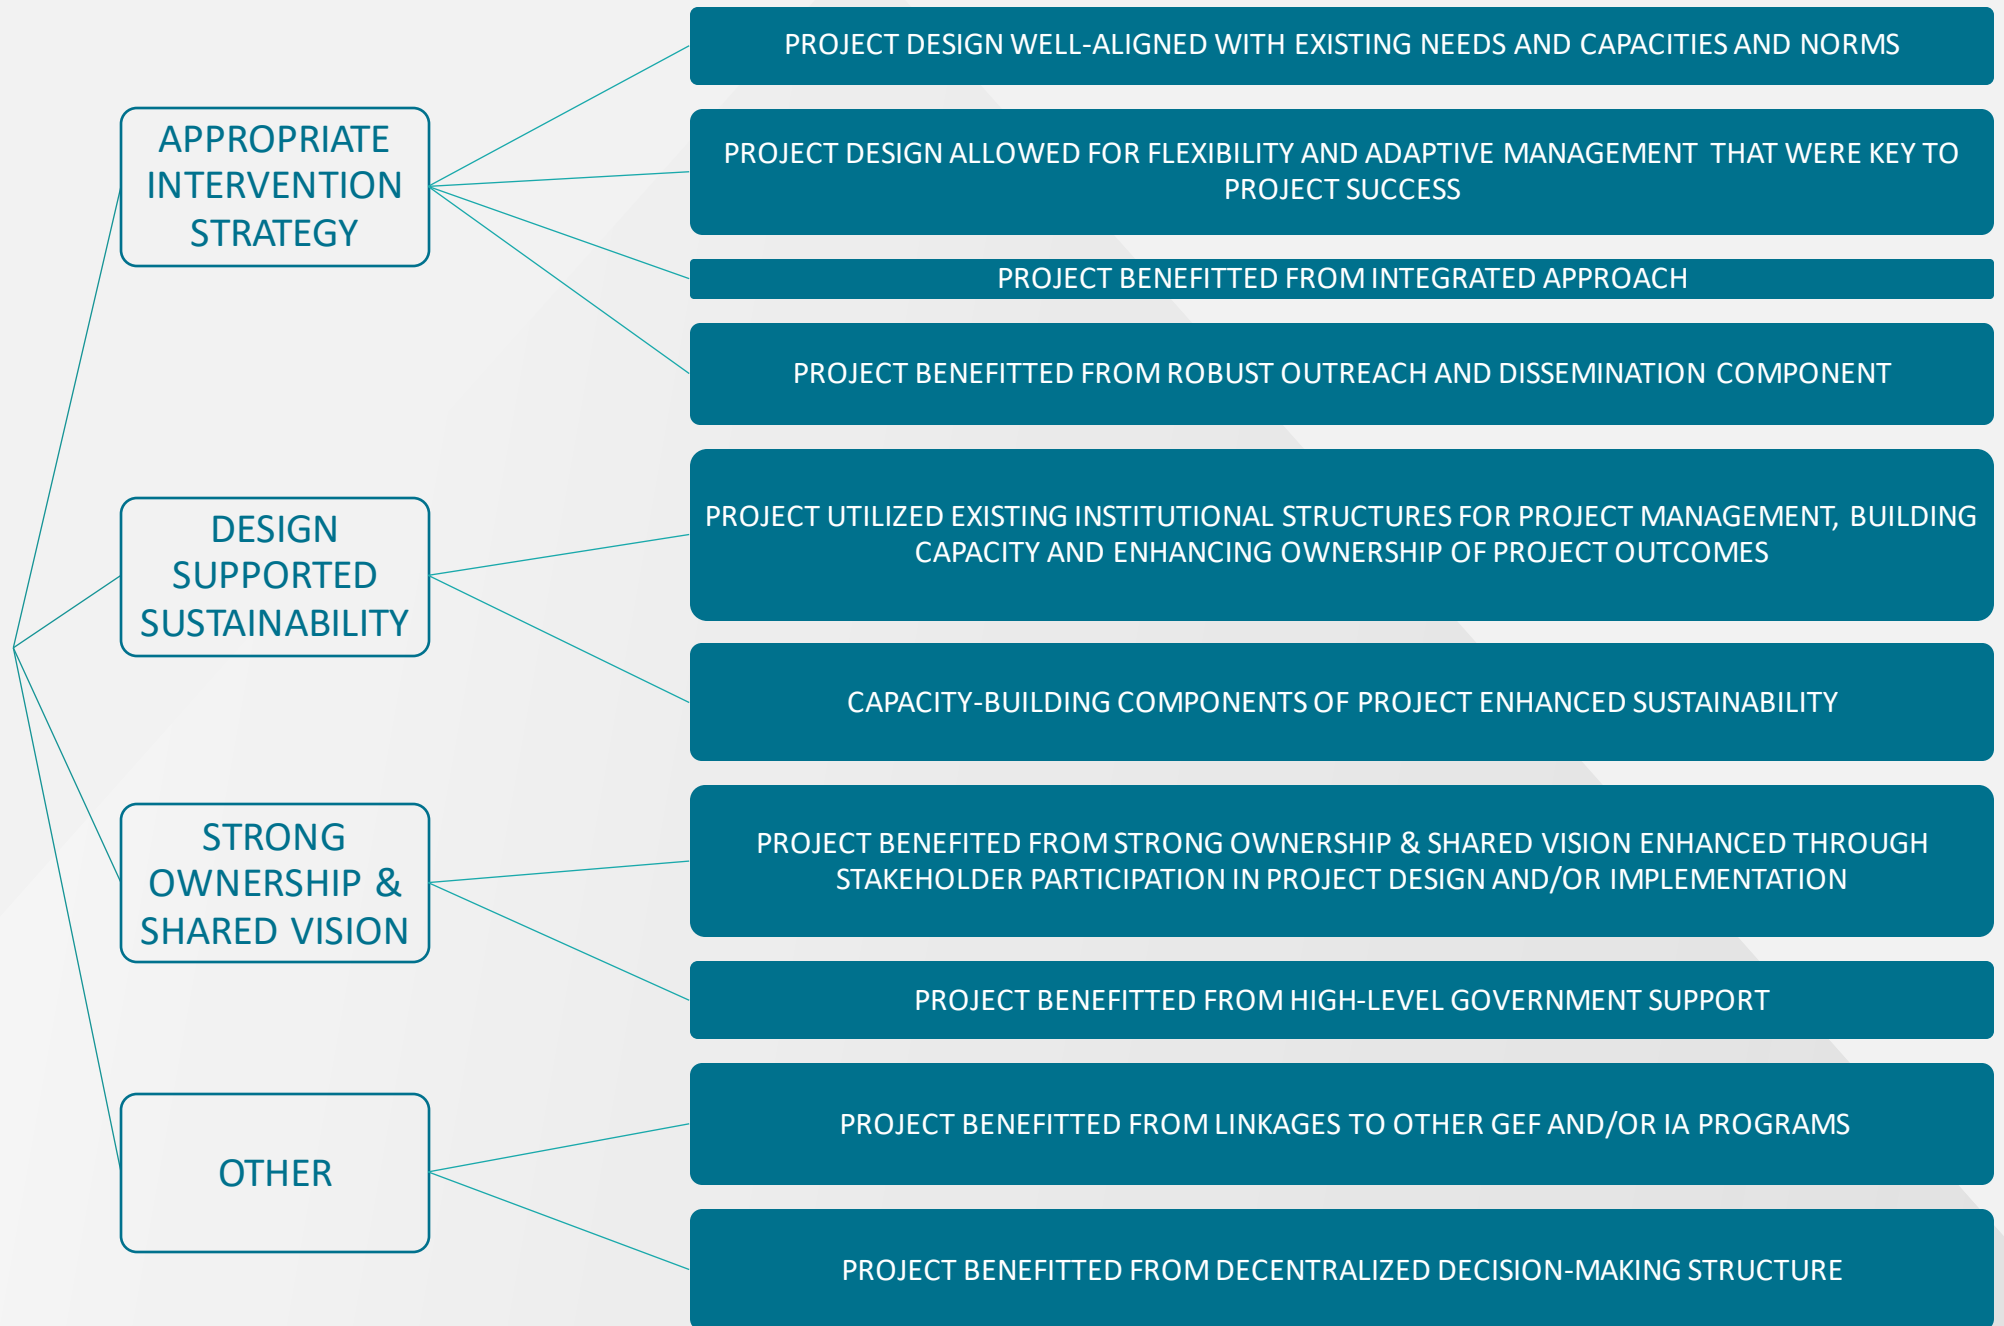 APPROPRIATE
INTERVENTION
STRATEGY
PROJECT DESIGN WELL-ALIGNED WITH EXISTING NEEDS AND CAPACITIES AND NORMS
PROJECT DESIGN ALLOWED FOR FLEXIBILITY AND ADAPTIVE MANAGEMENT THAT WERE KEY TO
PROJECT SUCCESS
PROJECT BENEFITTED FROM INTEGRATED APPROACH
PROJECT BENEFITTED FROM ROBUST OUTREACH AND DISSEMINATION COMPONENT
DESIGN
SUPPORTED
SUSTAINABILITY
PROJECT UTILIZED EXISTING INSTITUTIONAL STRUCTURES FOR PROJECT MANAGEMENT, BUILDING
CAPACITY AND ENHANCING OWNERSHIP OF PROJECT OUTCOMES
CAPACITY-BUILDING COMPONENTS OF PROJECT ENHANCED SUSTAINABILITY
STRONG
OWNERSHIP &
SHARED VISION
PROJECT BENEFITED FROM STRONG OWNERSHIP & SHARED VISION ENHANCED THROUGH
STAKEHOLDER PARTICIPATION IN PROJECT DESIGN AND/OR IMPLEMENTATION
PROJECT BENEFITTED FROM HIGH-LEVEL GOVERNMENT SUPPORT
OTHER
PROJECT BENEFITTED FROM LINKAGES TO OTHER GEF AND/OR IA PROGRAMS
PROJECT BENEFITTED FROM DECENTRALIZED DECISION-MAKING STRUCTURE